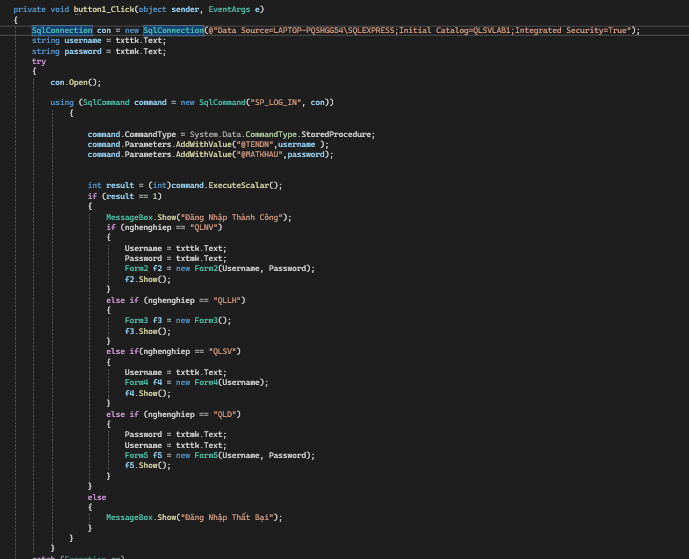 private void button1_Click(object sender, EventArgs e)
{
SqlConnection con = new SqlConnection(@"Data Source=LAPTOP-PQSHGG54\SQLEXPRESS;Initial Catalog=QLSVLAB1;Integrated Security=True");
string username = txttk.Text;
string password = txtmk.Text;
try
{
con.Open();
using (SqlCommand command = new SqlCommand("SP_LOG_IN", con))
{
command.CommandType = System.Data.CommandType.StoredProcedure;
command.Parameters.AddWithValue("@TENDN",username );
command.Parameters.AddWithValue("@MATKHAU",password);
int result = (int)command.ExecuteScalar();
if (result == 1)
{
MessageBox.Show("Đăng Nhập Thành Công");
if (nghenghiep == "QLNV")
{
Username = txttk.Text;
Password = txtmk.Text;
Form2 f2 = new Form2(Username, Password);
f2.Show();
}
else if (nghenghiep == "QLLH")
{
Form3 f3 = new Form3();
f3.Show();
}
else if(nghenghiep == "QLSV")
{
Username = txttk.Text;
Form4 f4 = new Form4(Username);
f4.Show();
}
else if (nghenghiep == "QLD")
{
Password = txtmk.Text;
Username = txttk.Text;
Form5 f5 = new Form5(Username, Password);
f5.Show();
}
}
else
{
MessageBox.Show("Đăng Nhập Thất Bại");
}
}
}